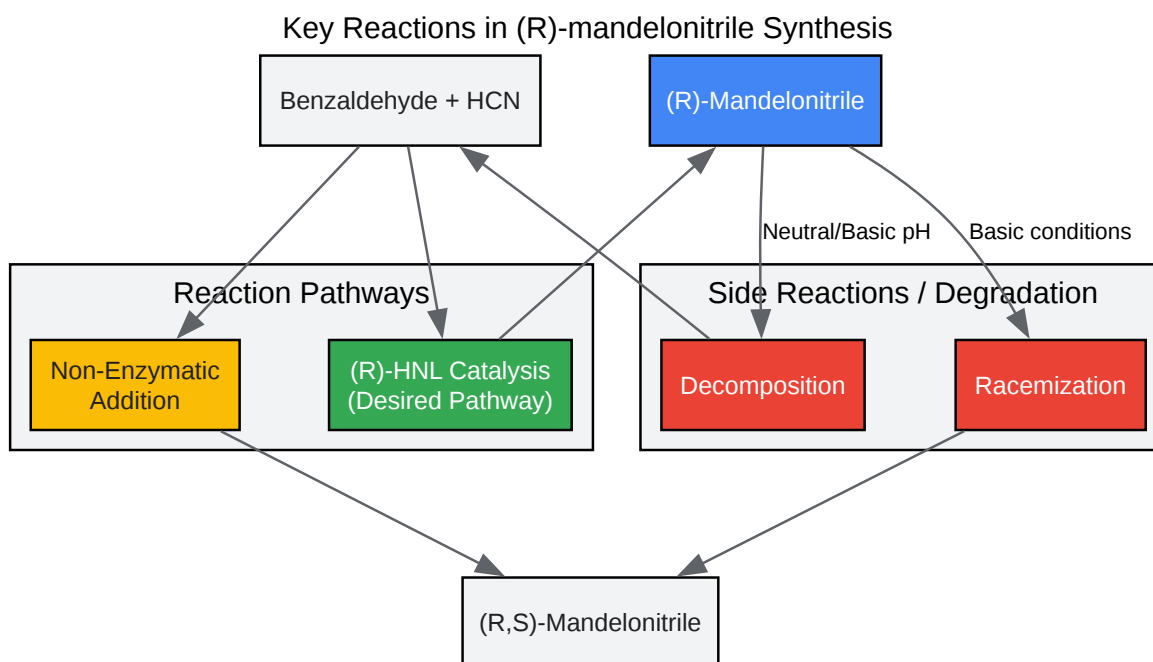 Key Reactions in (R)-mandelonitrile Synthesis
Benzaldehyde + HCN
(R)-Mandelonitrile
Neutral/Basic pH
Basic conditions
Reaction Pathways
Non-Enzymatic
Addition
(R)-HNL Catalysis
(Desired Pathway)
Side Reactions / Degradation
Decomposition
Racemization
(R,S)-Mandelonitrile